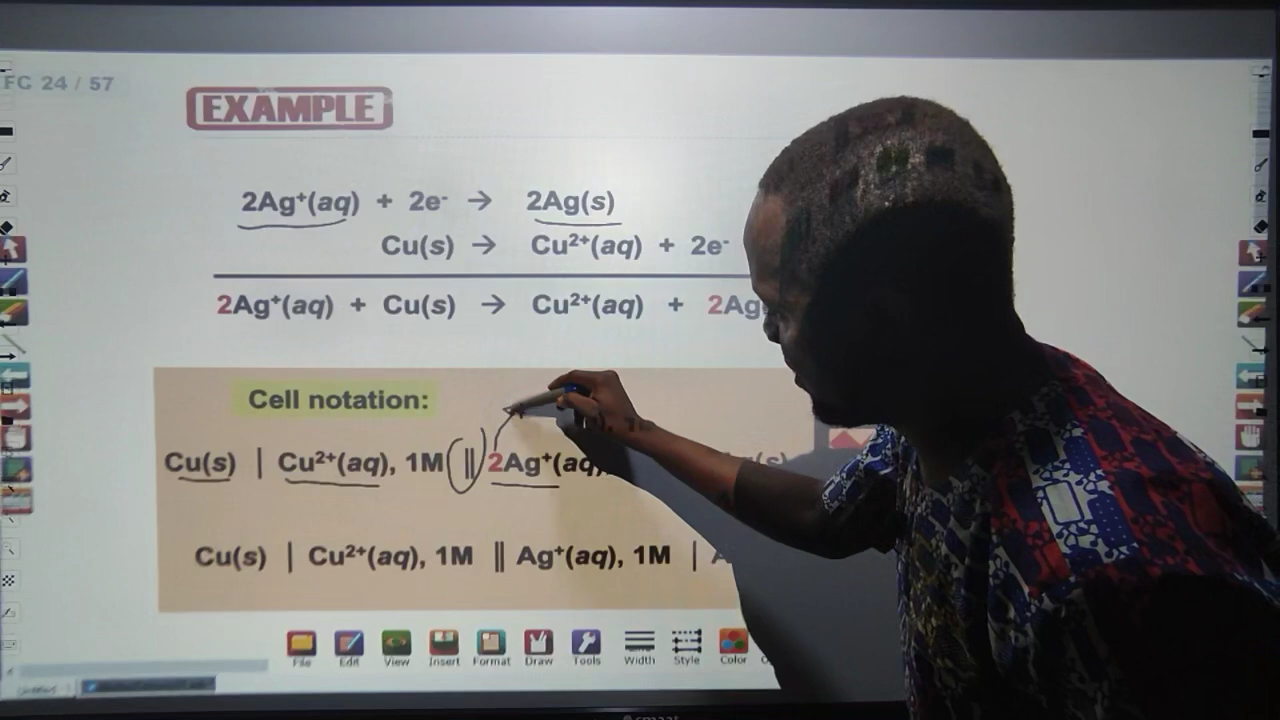 FC 24 / 57
EXAMPLE
2Ag⁺(aq) + 2e⁻ → 2Ag(s)
Cu(s) → Cu²⁺(aq) + 2e⁻
2Ag⁺(aq) + Cu(s) → Cu²⁺(aq) + 2Ag
Cell notation:
Cu(s) | Cu²⁺(aq), 1M || 2Ag⁺(aq), (s)
Cu(s) | Cu²⁺(aq), 1M || Ag⁺(aq), 1M |
File Edit View Insert Format Draw Tools Width Style Color